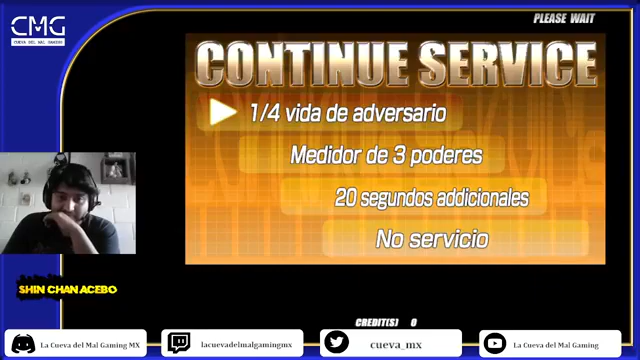 CMG
CUEVA DEL MAL GAMING
PLEASE WAIT
CONTINUE SERVICE
1/4 vida de adversario
Medidor de 3 poderes
20 segundos addicionales
No servicio
SHIN CHAN ACEBO
CREDIT(S) 0
La Cueva del Mal Gaming MX
lacuevadelmalgamingmx
cueva_mx
La Cueva del Mal Gaming